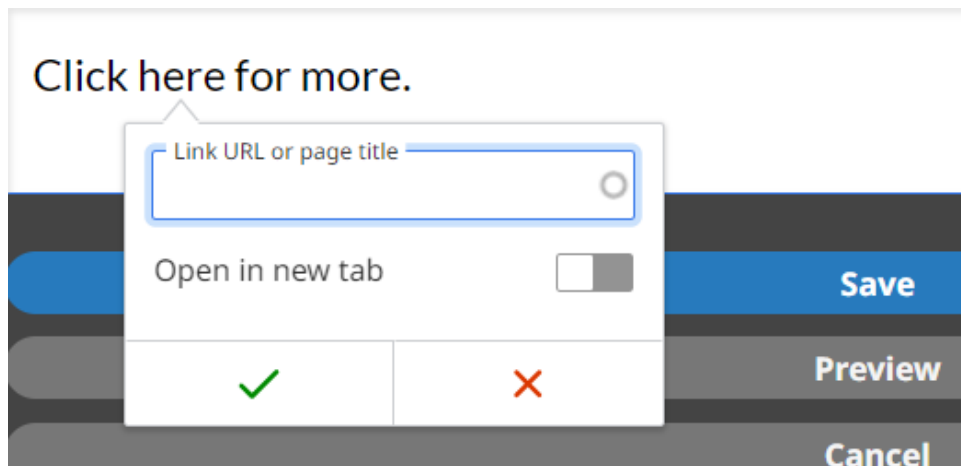 Click here for more.
Link URL or page title
Open in new tab
Save
Preview
Cancel